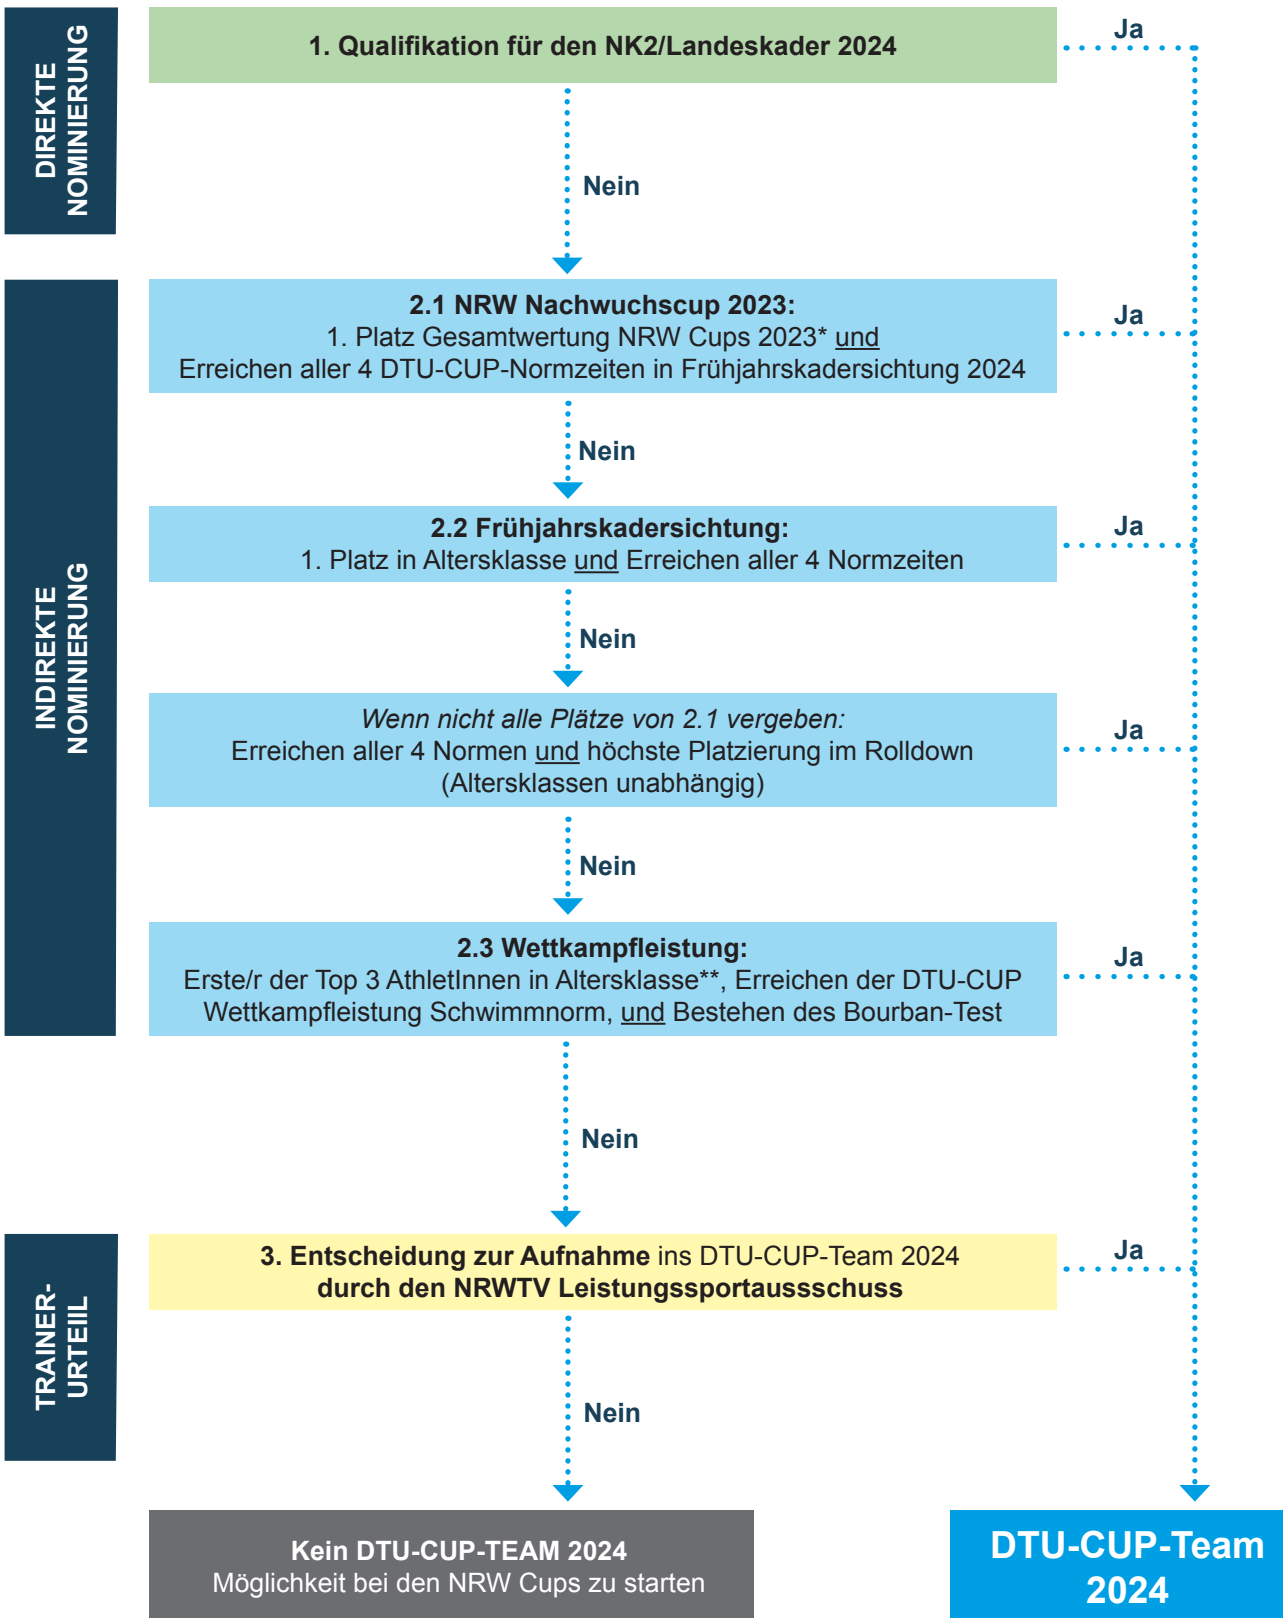 DIREKTE
NOMINIERUNG
1. Qualifikation für den NK2/Landeskader 2024
Ja
Nein
INDIREKTE
NOMINIERUNG
2.1 NRW Nachwuchscup 2023:
1. Platz Gesamtwertung NRW Cups 2023* und
Erreichen aller 4 DTU-CUP-Normzeiten in Frühjahrskadersichtung 2024
Ja
Nein
2.2 Frühjahrskadersichtung:
1. Platz in Altersklasse und Erreichen aller 4 Normzeiten
Ja
Nein
Wenn nicht alle Plätze von 2.1 vergeben:
Erreichen aller 4 Normen und höchste Platzierung im Rolldown
(Altersklassen unabhängig)
Ja
Nein
2.3 Wettkampfleistung:
Erste/r der Top 3 AthletInnen in Altersklasse**, Erreichen der DTU-CUP
Wettkampfleistung Schwimmnorm, und Bestehen des Bourban-Test
Ja
Nein
TRAINER-
URTEIIL
3. Entscheidung zur Aufnahme ins DTU-CUP-Team 2024
durch den NRWTV Leistungssportaussschuss
Ja
Nein
Kein DTU-CUP-TEAM 2024
Möglichkeit bei den NRW Cups zu starten
DTU-CUP-Team
2024